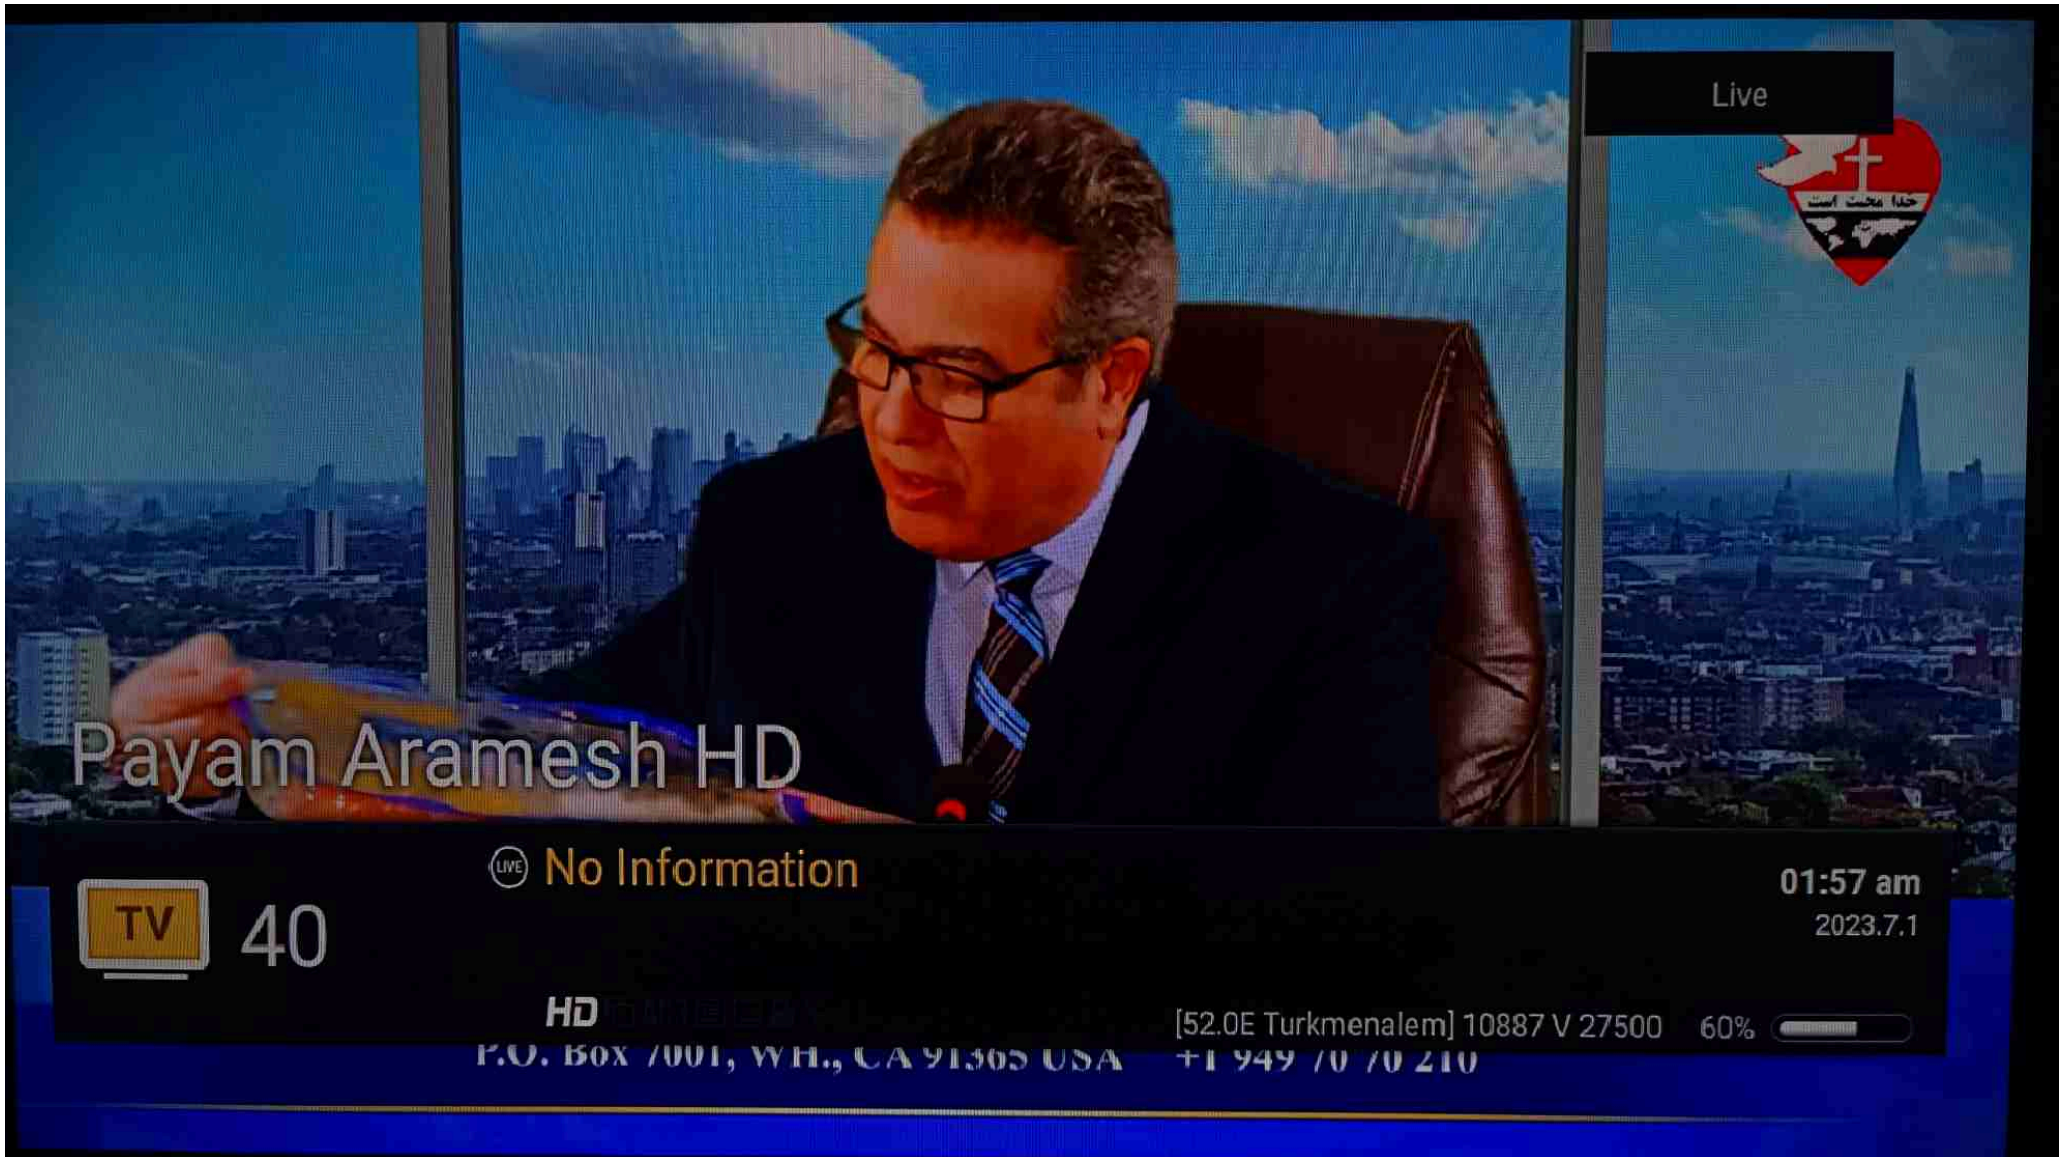 Live
خدا محبت است
Payam Aramesh HD
LIVE No Information
01:57 am
2023.7.1
TV 40
HD
[52.0E Turkmenalem] 10887 V 27500 60%
P.O. Box 7001, WH., CA 91365 USA +1 949 70 70 210